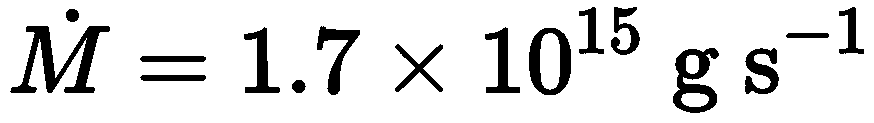 Ṁ = 1.7 × 10¹⁵ g s⁻¹